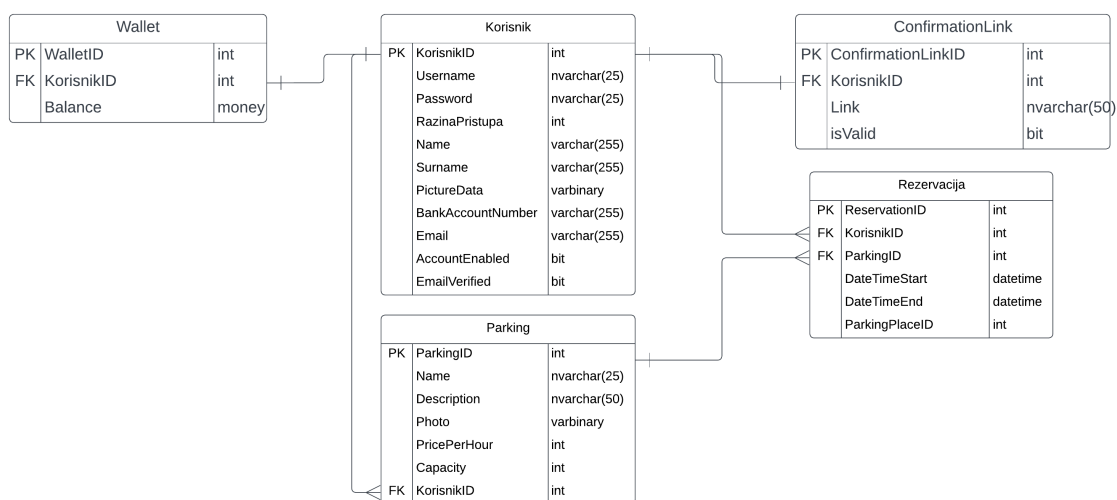 Wallet
PK WalletID int
FK KorisnikID int
Balance money
Korisnik
PK KorisnikID int
Username nvarchar(25)
Password nvarchar(25)
RazinaPristupa int
Name varchar(255)
Surname varchar(255)
PictureData varbinary
BankAccountNumber varchar(255)
Email varchar(255)
AccountEnabled bit
EmailVerified bit
ConfirmationLink
PK ConfirmationLinkID int
FK KorisnikID int
Link nvarchar(50)
isValid bit
Rezervacija
PK ReservationID int
FK KorisnikID int
FK ParkingID int
DateTimeStart datetime
DateTimeEnd datetime
ParkingPlaceID int
Parking
PK ParkingID int
Name nvarchar(25)
Description nvarchar(50)
Photo varbinary
PricePerHour int
Capacity int
FK KorisnikID int